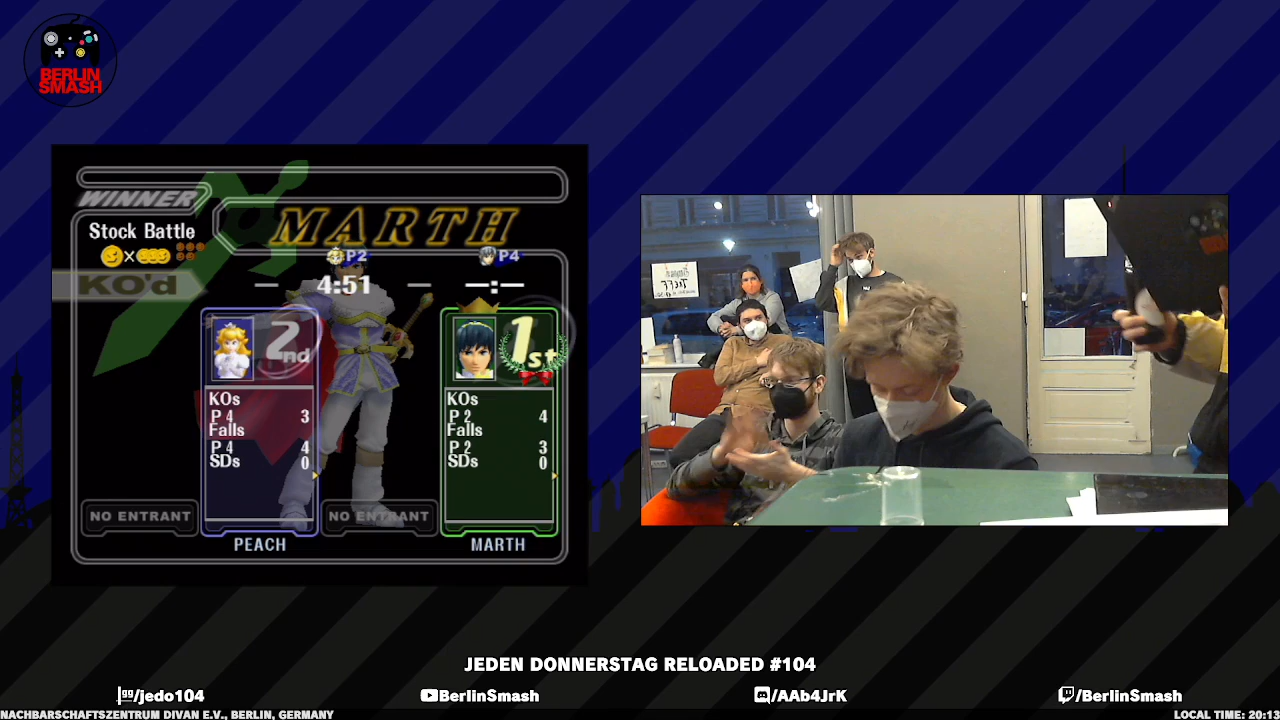 BERLIN
SMASH
WINNER
Stock Battle
MARTH
P2
P4
KO'd
4:51
—:—
2nd
1st
KOs
P 4 3
Falls
P 4 4
SDs 0
KOs
P 2 4
Falls
P 2 3
SDs 0
NO ENTRANT
NO ENTRANT
PEACH
MARTH
JEDEN DONNERSTAG RELOADED #104
gg/jedo104
BerlinSmash
/AAb4JrK
/BerlinSmash
NACHBARSCHAFTSZENTRUM DIVAN E.V., BERLIN, GERMANY
LOCAL TIME: 20:13